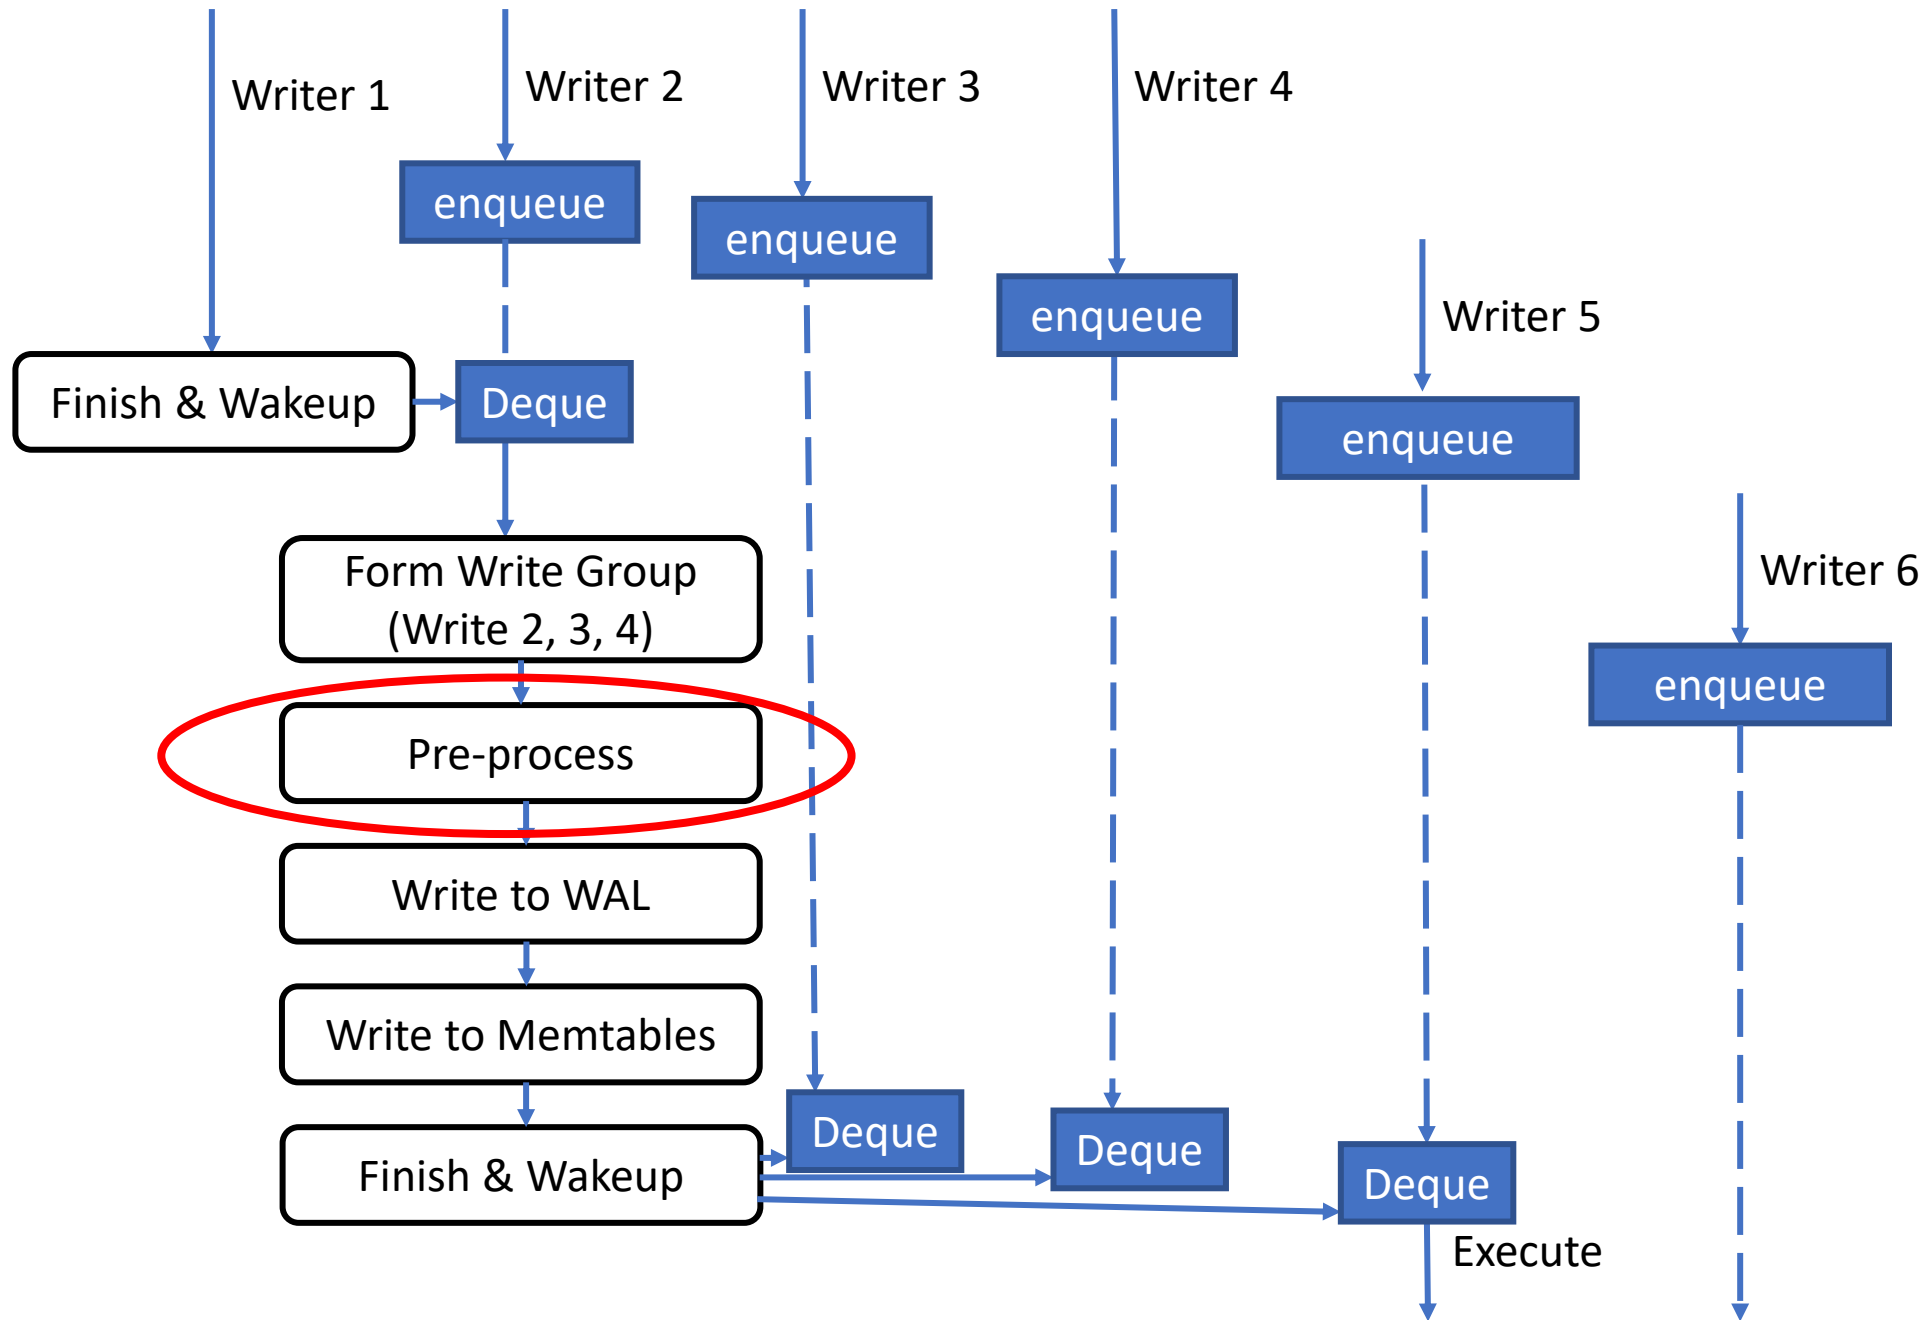 Writer 1
Writer 2
Writer 3
Writer 4
enqueue
enqueue
enqueue
Writer 5
Finish & Wakeup
Deque
enqueue
Form Write Group
(Write 2, 3, 4)
Writer 6
enqueue
Pre-process
Write to WAL
Write to Memtables
Deque
Deque
Finish & Wakeup
Deque
Execute